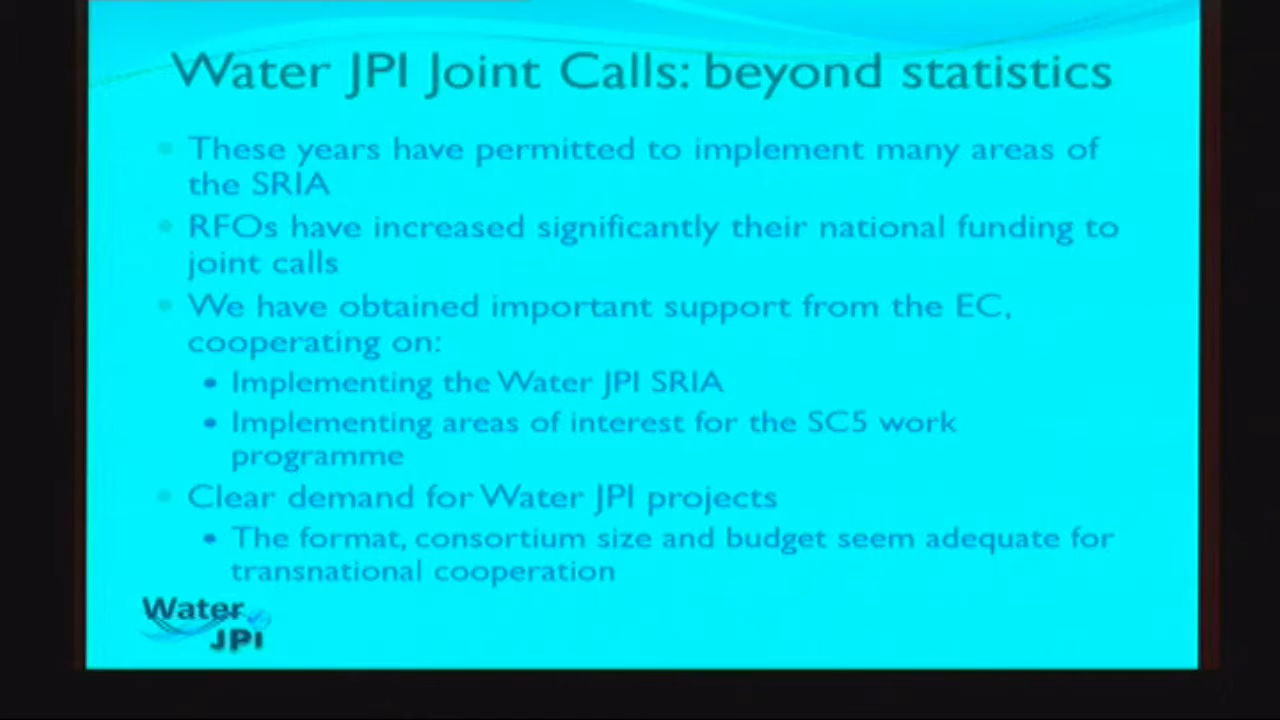 Water JPI Joint Calls: beyond statistics
These years have permitted to implement many areas of
the SRIA
RFOs have increased significantly their national funding to
joint calls
We have obtained important support from the EC,
cooperating on:
Implementing the Water JPI SRIA
Implementing areas of interest for the SC5 work
programme
Clear demand for Water JPI projects
The format, consortium size and budget seem adequate for
transnational cooperation
Water
JPI